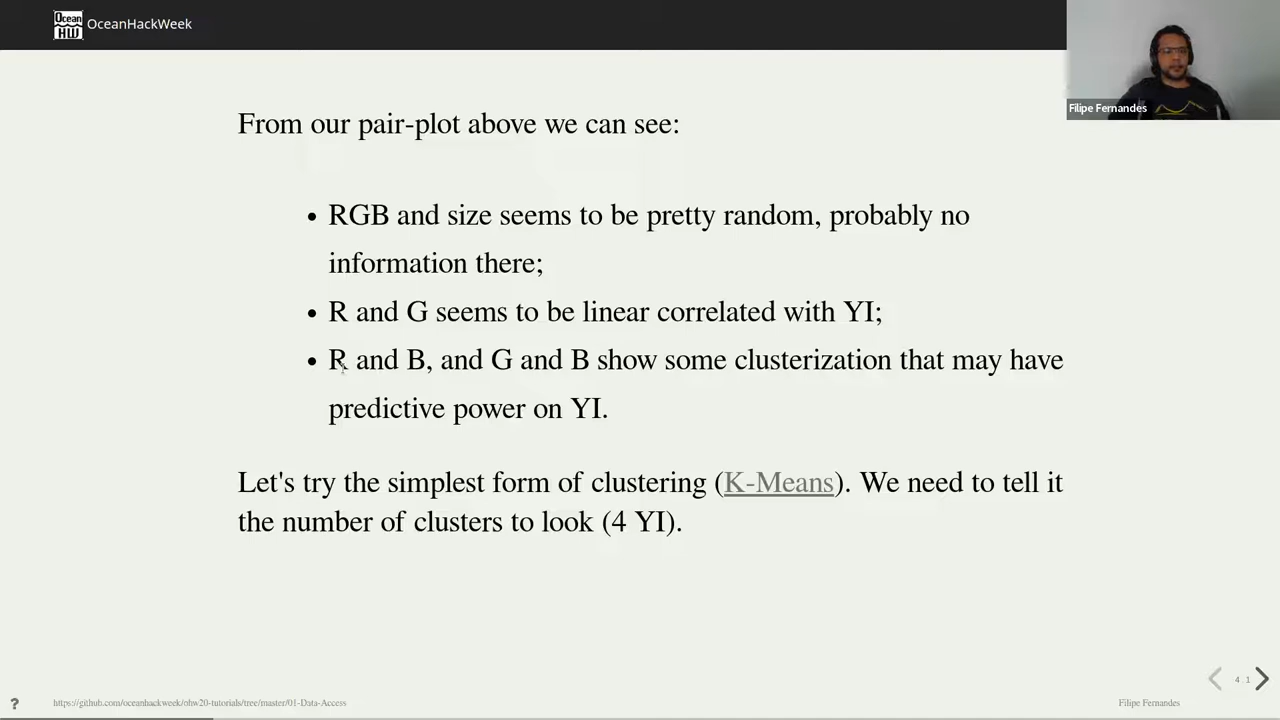 Ocean
HW
OceanHackWeek
Filipe Fernandes
From our pair-plot above we can see:
• RGB and size seems to be pretty random, probably no
information there;
• R and G seems to be linear correlated with YI;
• R and B, and G and B show some clusterization that may have
predictive power on YI.
Let's try the simplest form of clustering (K-Means). We need to tell it
the number of clusters to look (4 YI).
4.1
?
https://github.com/oceanhackweek/ohw20-tutorials/tree/master/01-Data-Access
Filipe Fernandes